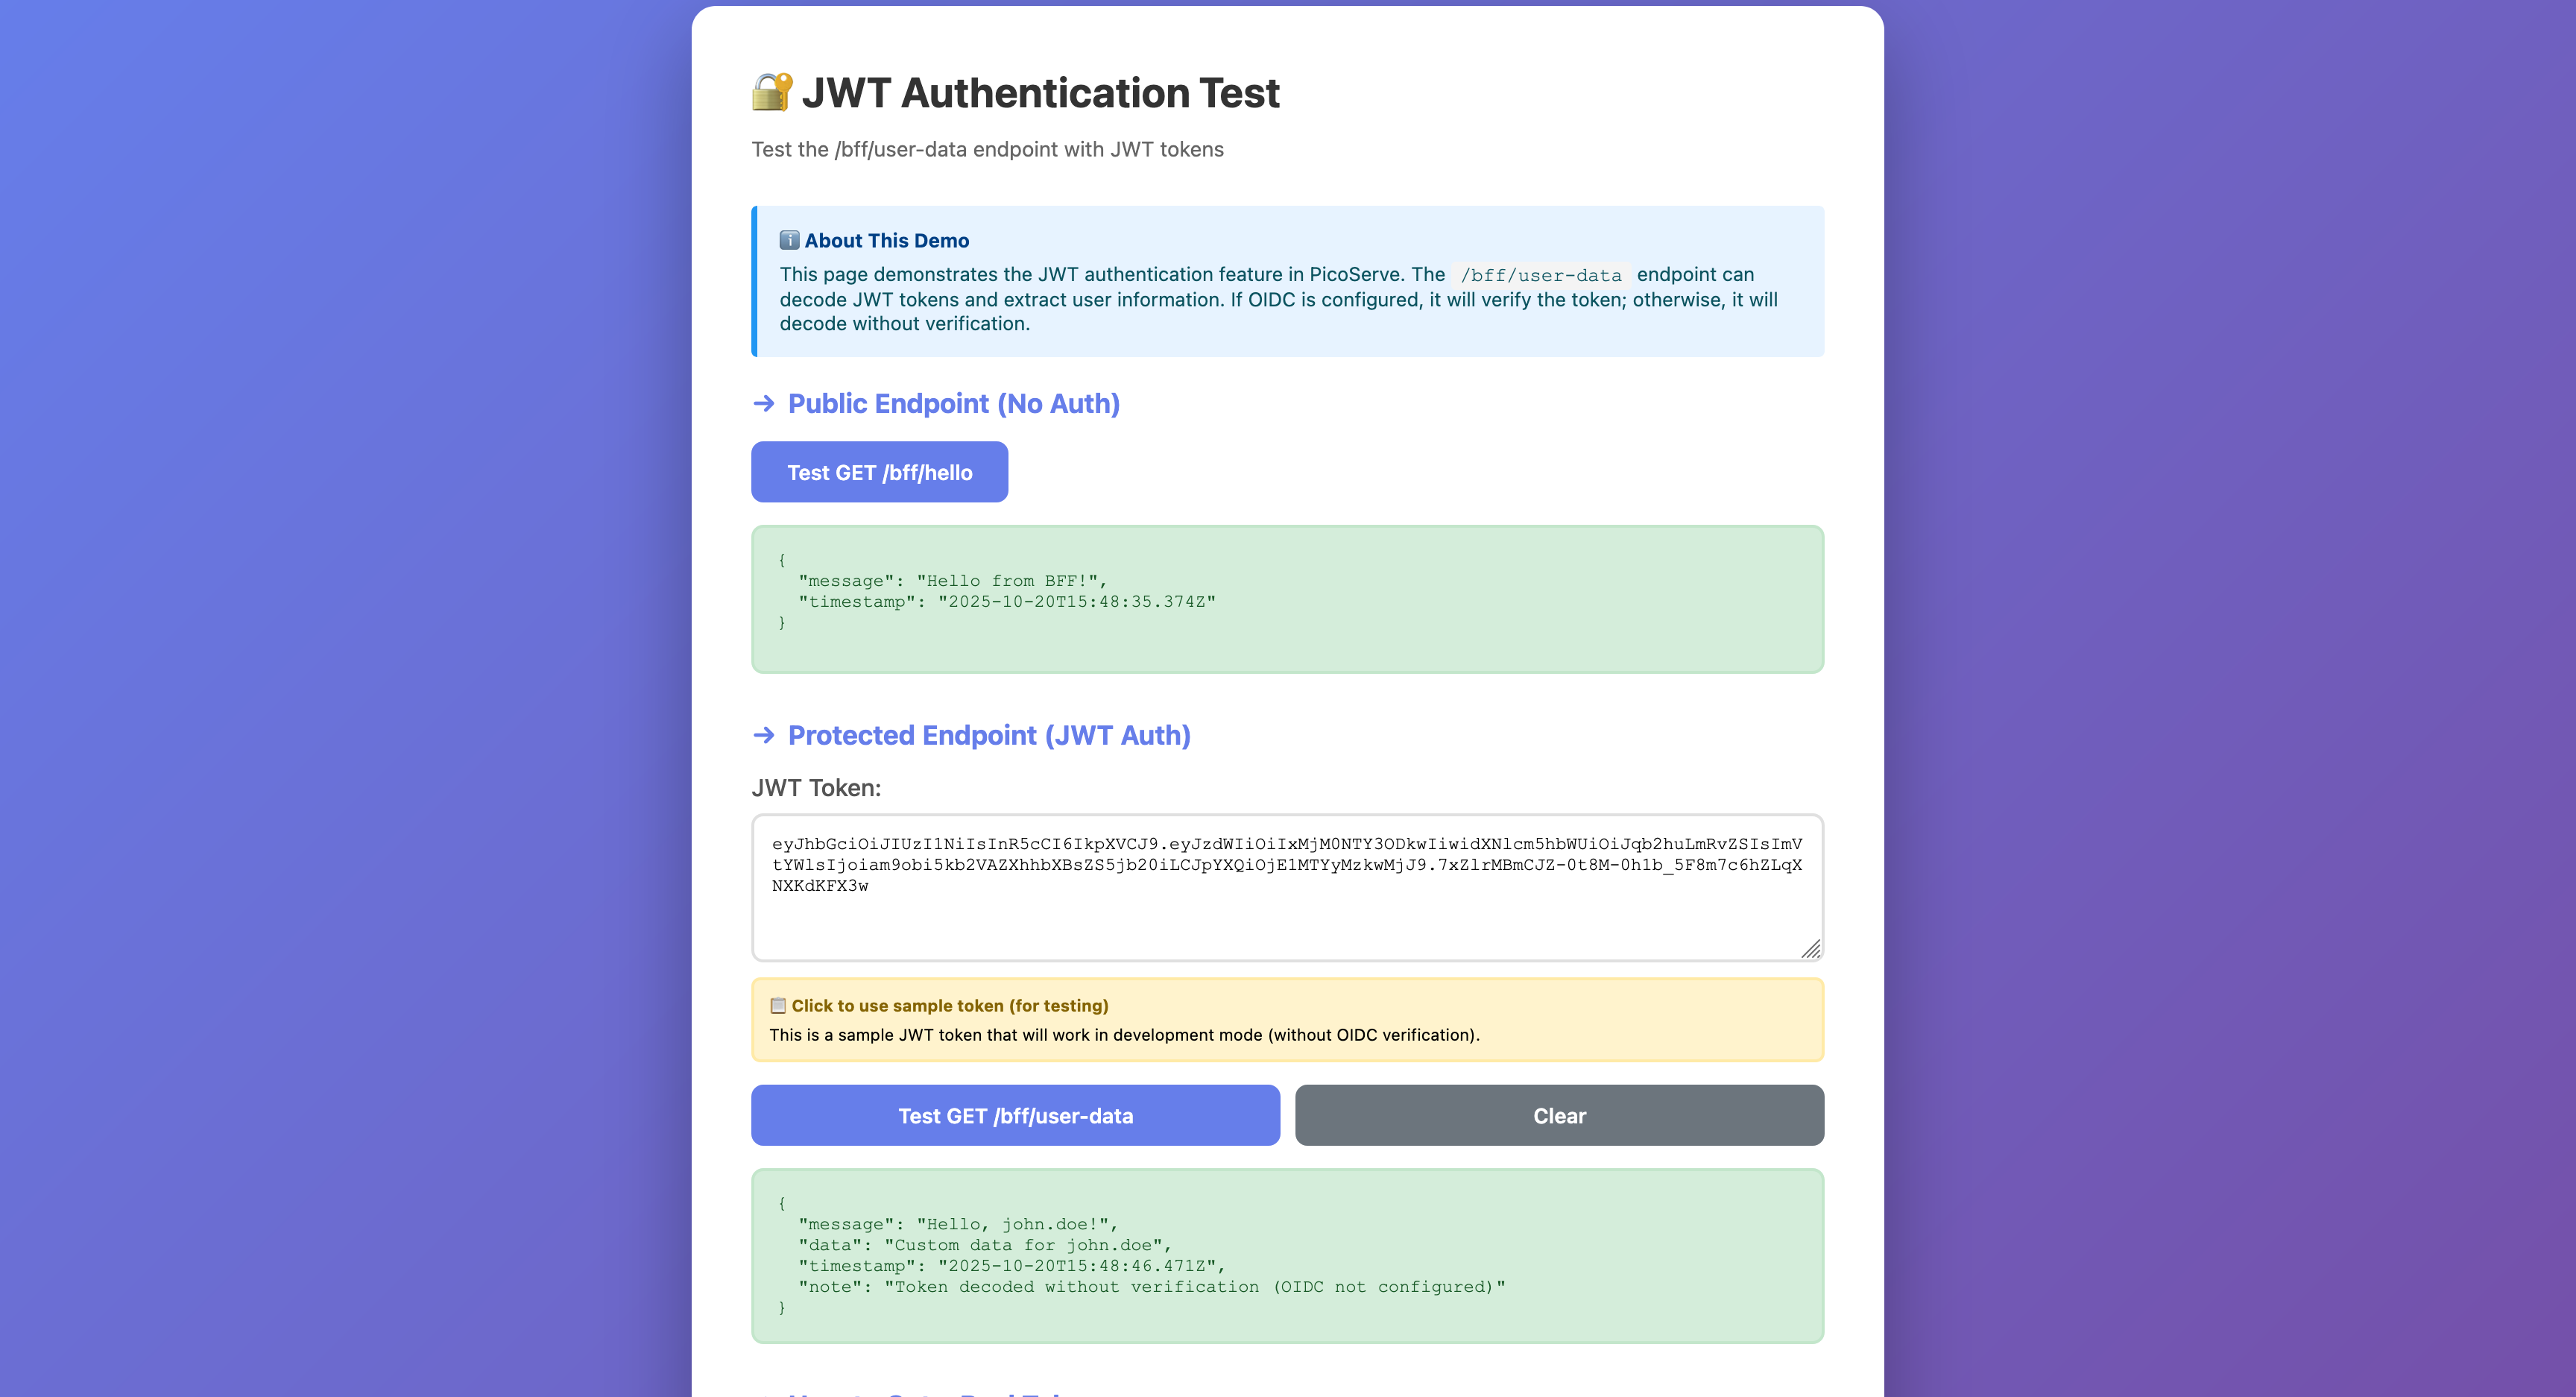 🔐 JWT Authentication Test
Test the /bff/user-data endpoint with JWT tokens
ℹ️ About This Demo
This page demonstrates the JWT authentication feature in PicoServe. The /bff/user-data endpoint can
decode JWT tokens and extract user information. If OIDC is configured, it will verify the token; otherwise, it will
decode without verification.
→ Public Endpoint (No Auth)
Test GET /bff/hello
{
  "message": "Hello from BFF!",
  "timestamp": "2025-10-20T15:48:35.374Z"
}
→ Protected Endpoint (JWT Auth)
JWT Token:
eyJhbGciOiJIUzI1NiIsInR5cCI6IkpXVCJ9.eyJzdWIiOiIxMjM0NTY3ODkwIiwidXNlcm5hbWUiOiJqb2huLmRvZSIsImV
tYWlsIjoiam9obi5kb2VAZXhhbXBsZS5jb20iLCJpYXQiOjE1MTYyMzkwMjJ9.7xZlrMBmCJZ-0t8M-0h1b_5F8m7c6hZLqX
NXKdKFX3w
📋 Click to use sample token (for testing)
This is a sample JWT token that will work in development mode (without OIDC verification).
Test GET /bff/user-data
Clear
{
  "message": "Hello, john.doe!",
  "data": "Custom data for john.doe",
  "timestamp": "2025-10-20T15:48:46.471Z",
  "note": "Token decoded without verification (OIDC not configured)"
}